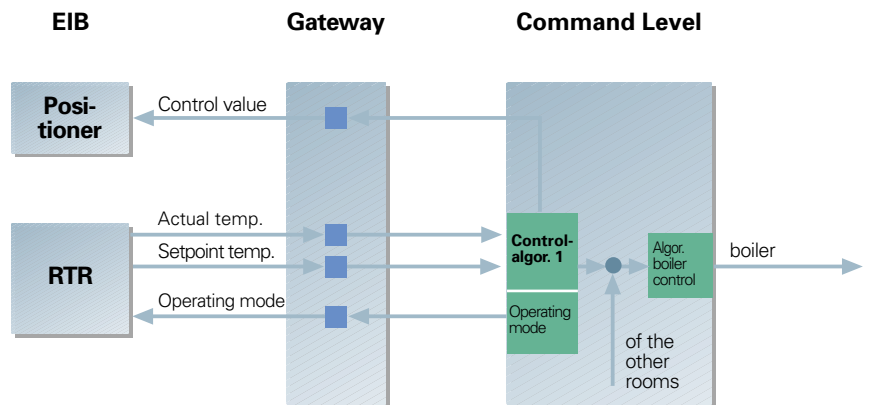 EIB
Gateway
Command Level
Posi-
tioner
Control value
Actual temp.
Setpoint temp.
RTR
Operating mode
Control-
algor. 1
Operating
mode
Algor.
boiler
control
boiler
of the
other
rooms